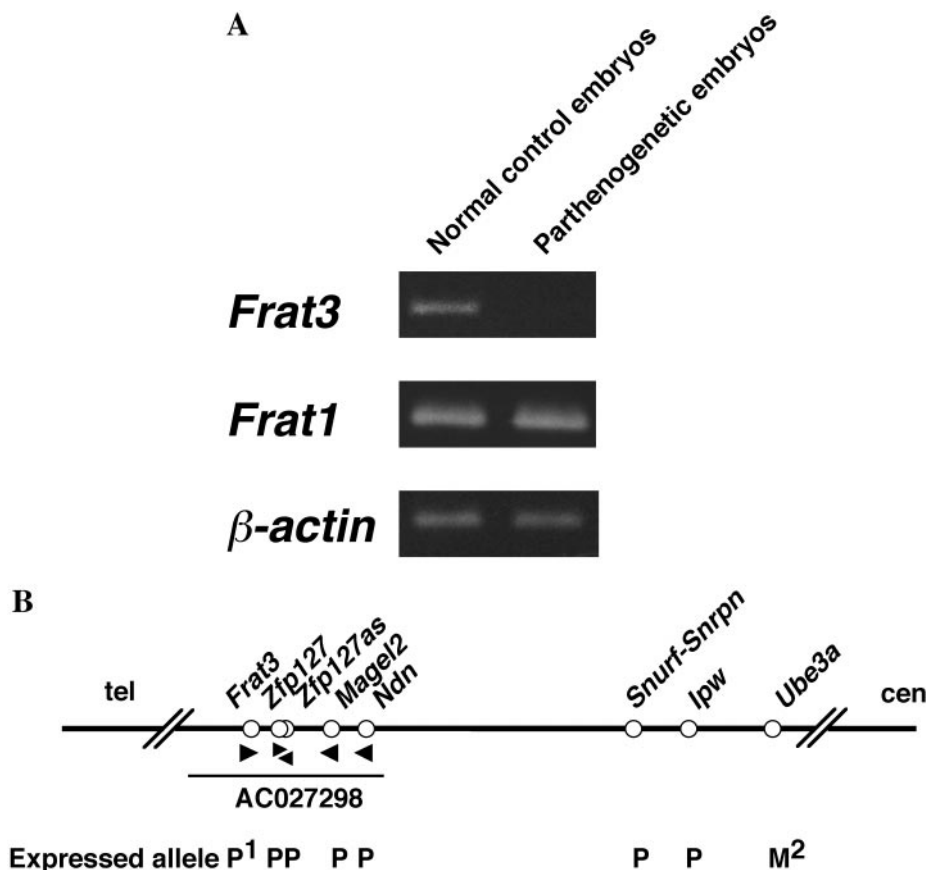 A
Normal control embryos
Parthenogenetic embryos
Frat3
Frat1
β-actin
B
Frat3 Zfp127 Zfp127as Magel2 Ndn Snurf-Snrpn Ipw Ube3a
tel cen
AC027298
Expressed allele P¹ PP P P P P M²